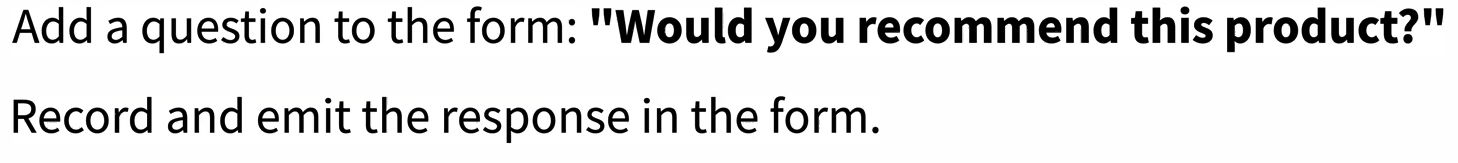 Add a question to the form: "Would you recommend this product?"
Record and emit the response in the form.